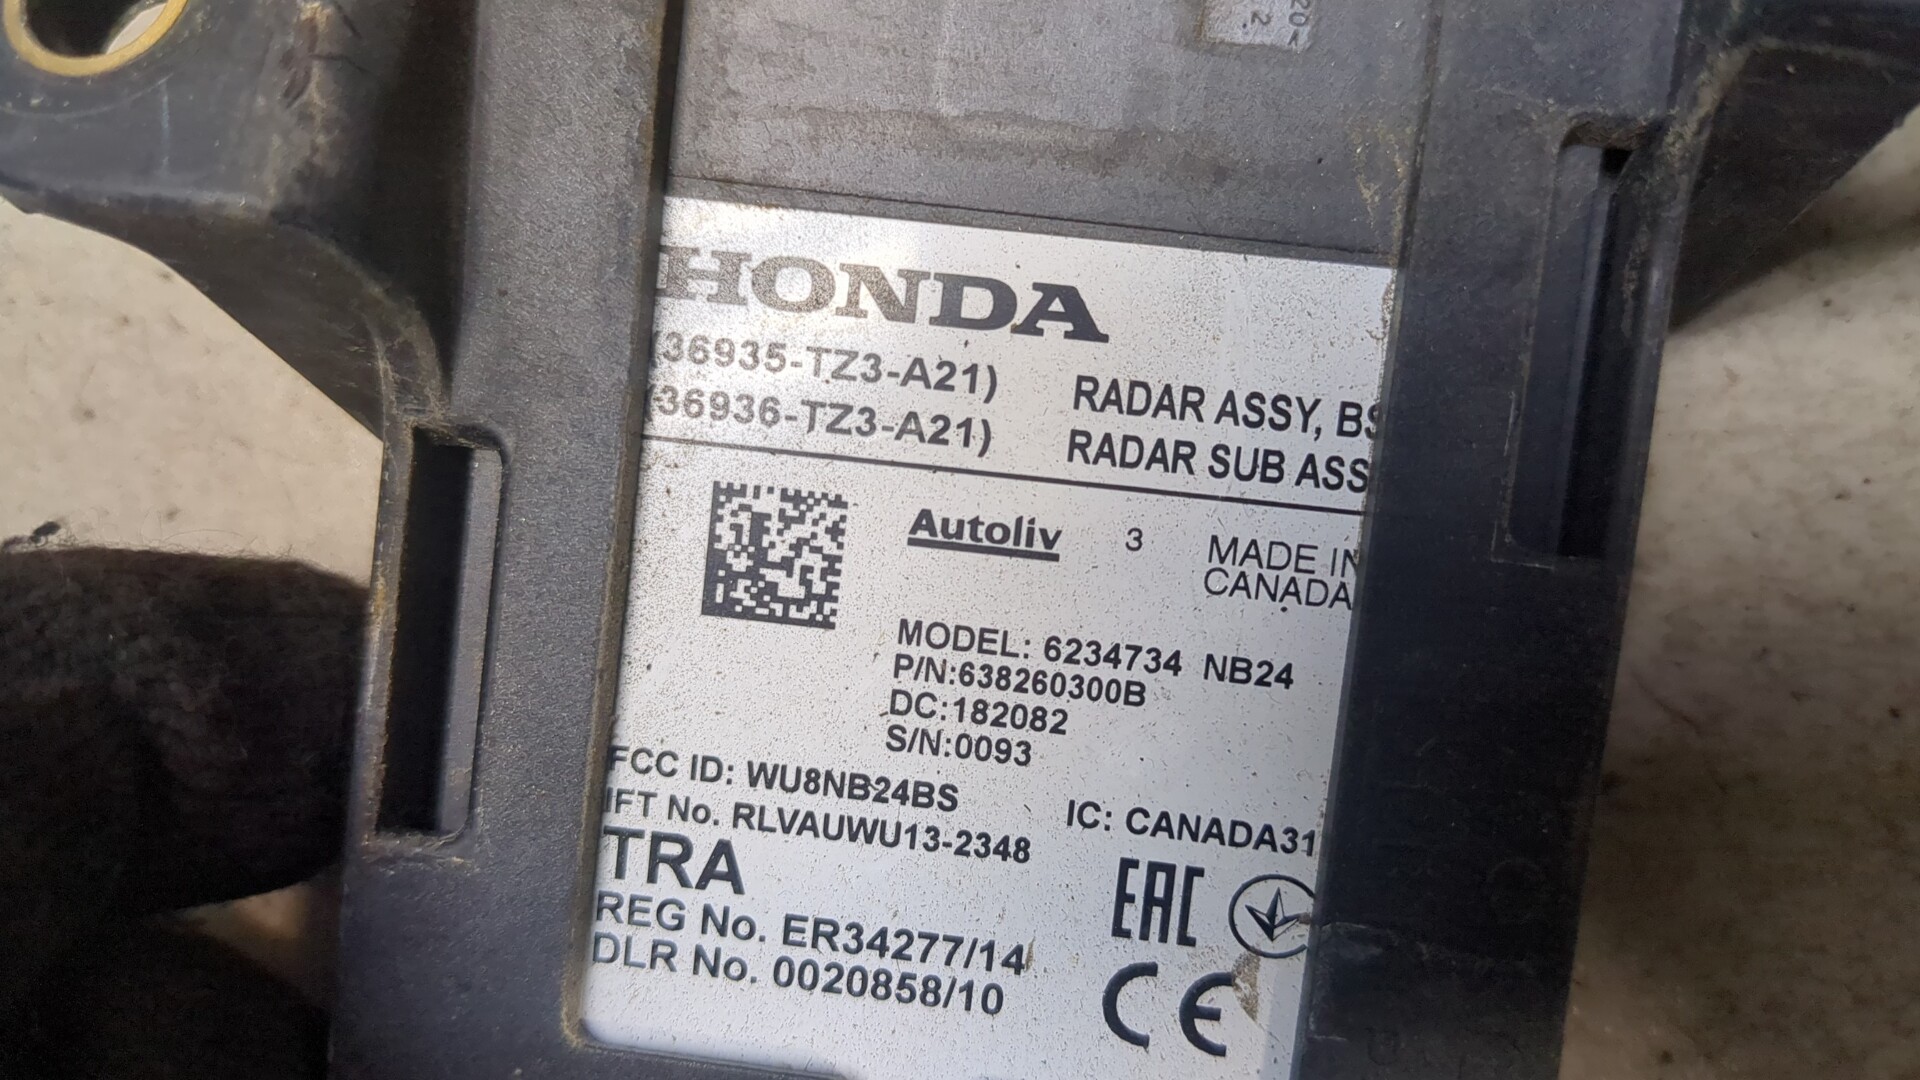 HONDA
(36935-TZ3-A21) RADAR ASSY, BS
(36936-TZ3-A21) RADAR SUB ASS
Autoliv 3 MADE IN
CANADA
MODEL: 6234734 NB24
P/N:638260300B
DC:182082
S/N:0093
FCC ID: WU8NB24BS
IFT No. RLVAUWU13-2348
IC: CANADA31
TRA
EAC
REG No. ER34277/14
DLR No. 0020858/10
CE